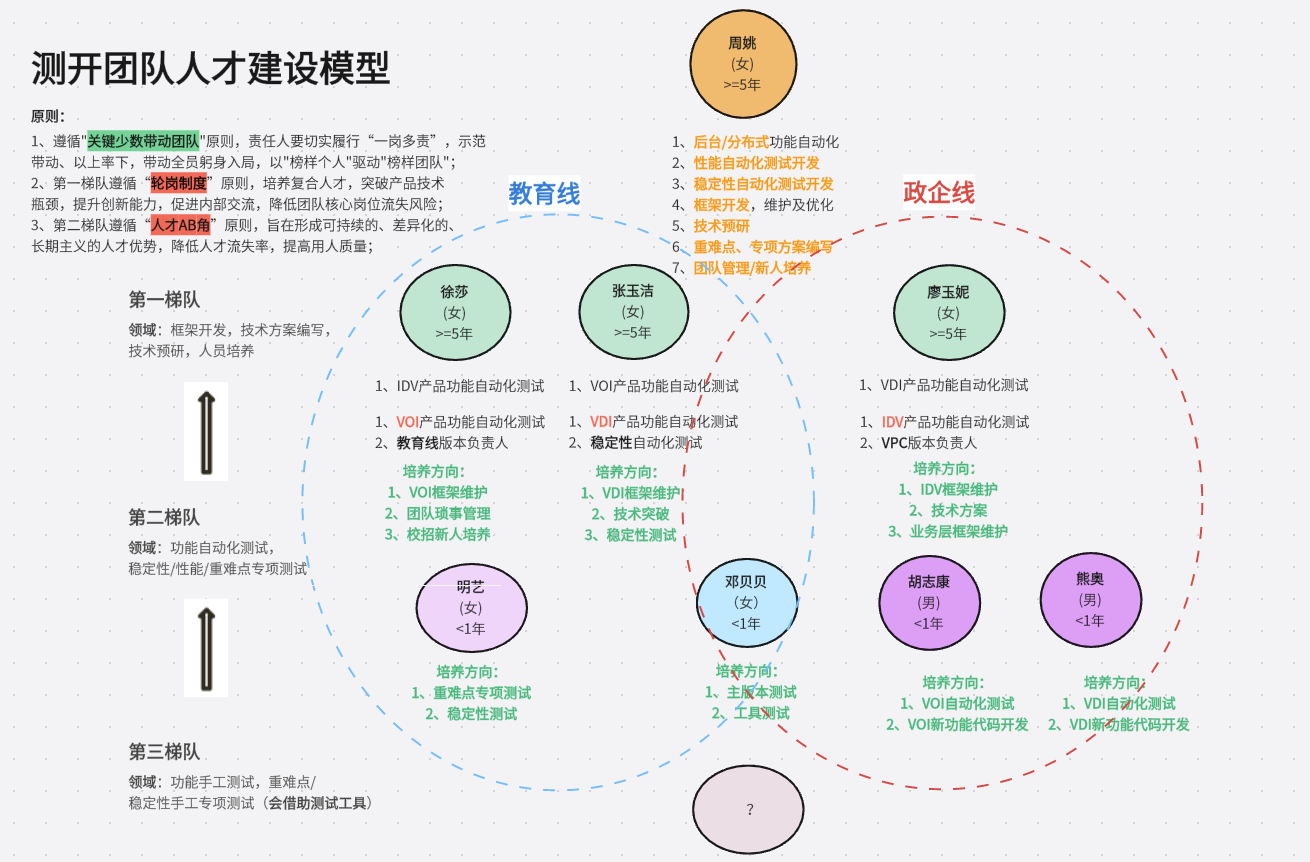 测开团队人才建设模型
原则：
1、遵循"关键少数带动团队"原则，责任人要切实履行“一岗多责”，示范
带动、以上率下，带动全员躬身入局，以"榜样个人"驱动"榜样团队"；
2、第一梯队遵循“轮岗制度”原则，培养复合人才，突破产品技术
瓶颈，提升创新能力，促进内部交流，降低团队核心岗位流失风险；
3、第二梯队遵循“人才AB角”原则，旨在形成可持续的、差异化的、
长期主义的人才优势，降低人才流失率，提高用人质量；
周姚
(女)
>=5年
1、后台/分布式功能自动化
2、性能自动化测试开发
3、稳定性自动化测试开发
4、框架开发，维护及优化
5、技术预研
6、重难点、专项方案编写
7、团队管理/新人培养
教育线
政企线
第一梯队
领域：框架开发，技术方案编写，
技术预研，人员培养
徐莎
(女)
>=5年
1、IDV产品功能自动化测试
1、VOI产品功能自动化测试
2、教育线版本负责人
培养方向：
1、VOI框架维护
2、团队琐事管理
3、校招新人培养
张玉洁
(女)
>=5年
1、VOI产品功能自动化测试
1、VDI产品功能自动化测试
2、稳定性自动化测试
培养方向：
1、VDI框架维护
2、技术突破
3、稳定性测试
廖玉妮
(女)
>=5年
1、VDI产品功能自动化测试
1、IDV产品功能自动化测试
2、VPC版本负责人
培养方向：
1、IDV框架维护
2、技术方案
3、业务层框架维护
第二梯队
领域：功能自动化测试，
稳定性/性能/重难点专项测试
明艺
(女)
<1年
培养方向：
1、重难点专项测试
2、稳定性测试
邓贝贝
（女）
<1年
培养方向：
1、主版本测试
2、工具测试
胡志康
(男)
<1年
培养方向：
1、VOI自动化测试
2、VOI新功能代码开发
熊奥
(男)
<1年
培养方向：
1、VDI自动化测试
2、VDI新功能代码开发
第三梯队
领域：功能手工测试，重难点/
稳定性手工专项测试（会借助测试工具）
？